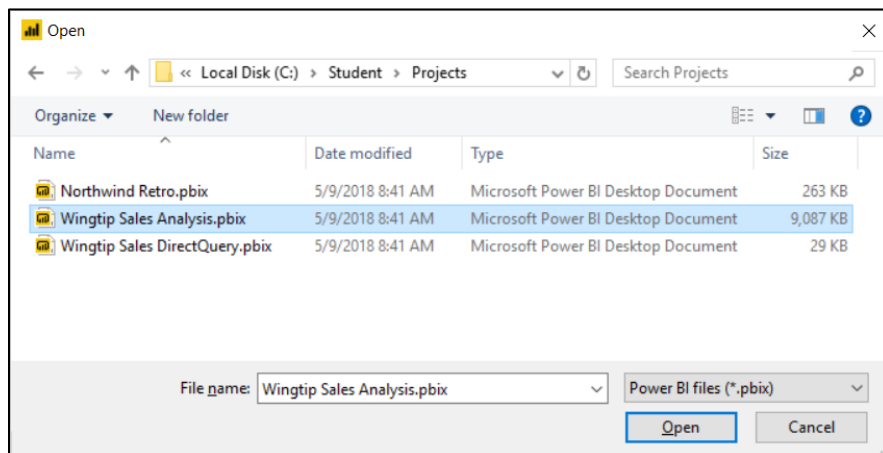 Open
« Local Disk (C:) › Student › Projects Search Projects
Organize New folder
Name Date modified Type Size
Northwind Retro.pbix 5/9/2018 8:41 AM Microsoft Power BI Desktop Document 263 KB
Wingtip Sales Analysis.pbix 5/9/2018 8:41 AM Microsoft Power BI Desktop Document 9,087 KB
Wingtip Sales DirectQuery.pbix 5/9/2018 8:41 AM Microsoft Power BI Desktop Document 29 KB
File name: Wingtip Sales Analysis.pbix Power BI files (*.pbix)
Open Cancel